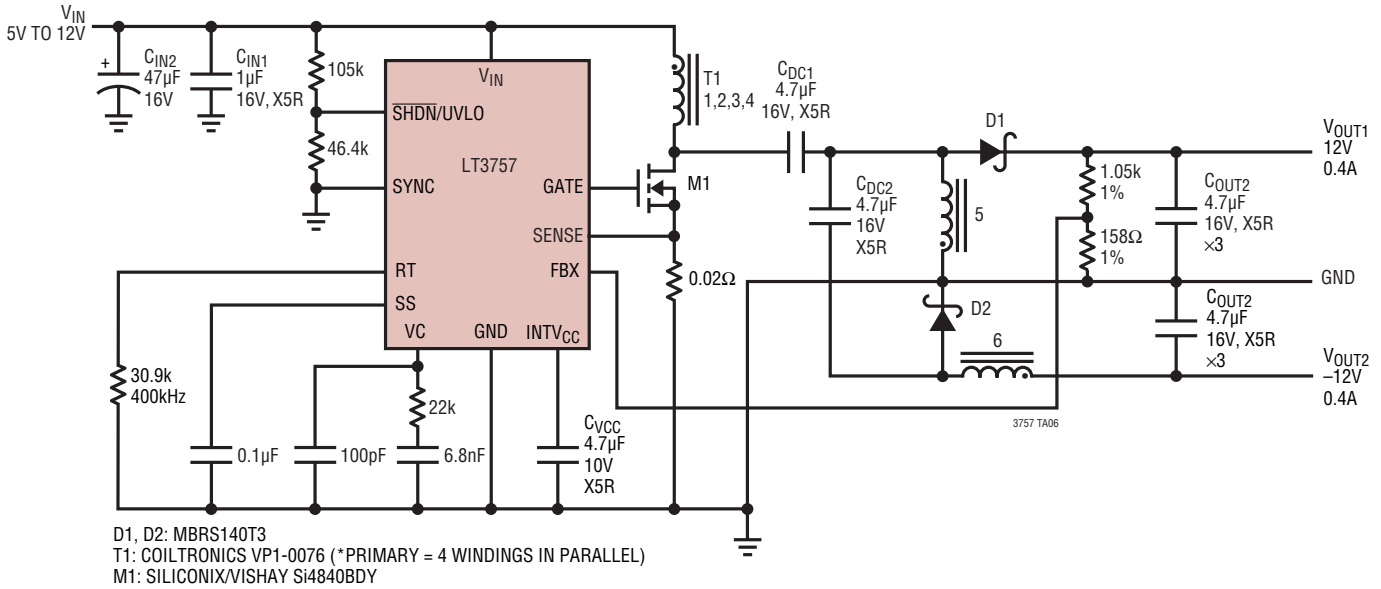 VIN
5V TO 12V
+
CIN2
47µF
16V
CIN1
1µF
16V, X5R
105k
46.4k
VIN
SHDN/UVLO
LT3757
SYNC
GATE
SENSE
RT
FBX
SS
VC
GND
INTVCC
T1
1,2,3,4
M1
0.02Ω
CDC1
4.7µF
16V, X5R
CDC2
4.7µF
16V
X5R
D1
5
D2
6
1.05k
1%
158Ω
1%
COUT2
4.7µF
16V, X5R
×3
COUT2
4.7µF
16V, X5R
×3
VOUT1
12V
0.4A
GND
VOUT2
–12V
0.4A
30.9k
400kHz
0.1µF
100pF
22k
6.8nF
CVCC
4.7µF
10V
X5R
3757 TA06
D1, D2: MBRS140T3
T1: COILTRONICS VP1-0076 (*PRIMARY = 4 WINDINGS IN PARALLEL)
M1: SILICONIX/VISHAY Si4840BDY